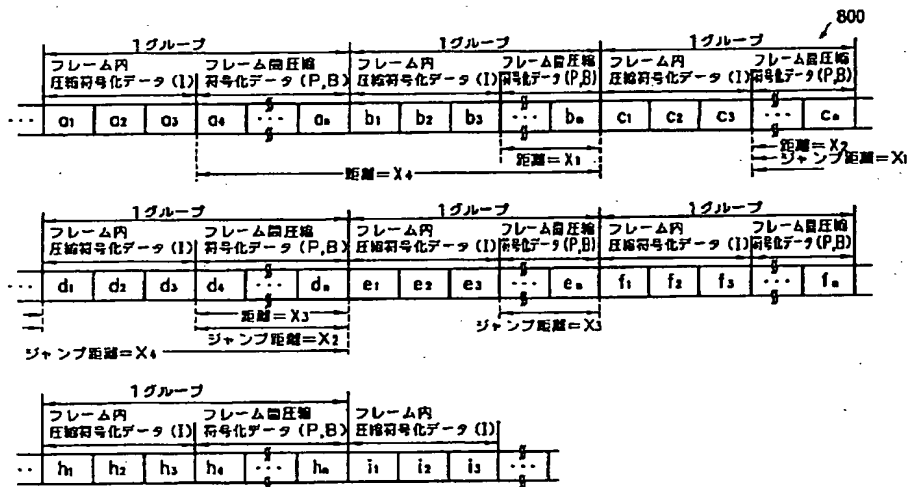 800
1グループ 1グループ 1グループ
フレーム内 フレーム間圧縮 フレーム内 フレーム間圧縮 フレーム内 フレーム間圧縮
圧縮符号化データ(I) 符号化データ(P,B) 圧縮符号化データ(I) 符号化データ(P,B) 圧縮符号化データ(I) 符号化データ(P,B)
… a1 a2 a3 a4 … an b1 b2 b3 … bn c1 c2 c3 … cn
距離=X1 距離=X2
距離=X4 ジャンプ距離=X1
1グループ 1グループ 1グループ
フレーム内 フレーム間圧縮 フレーム内 フレーム間圧縮 フレーム内 フレーム間圧縮
圧縮符号化データ(I) 符号化データ(P,B) 圧縮符号化データ(I) 符号化データ(P,B) 圧縮符号化データ(I) 符号化データ(P,B)
… d1 d2 d3 d4 … dn e1 e2 e3 … en f1 f2 f3 … fn
距離=X3 ジャンプ距離=X3
ジャンプ距離=X2
ジャンプ距離=X4
1グループ
フレーム内 フレーム間圧縮 フレーム内
圧縮符号化データ(I) 符号化データ(P,B) 圧縮符号化データ(I)
… h1 h2 h3 h4 … hn i1 i2 i3 …